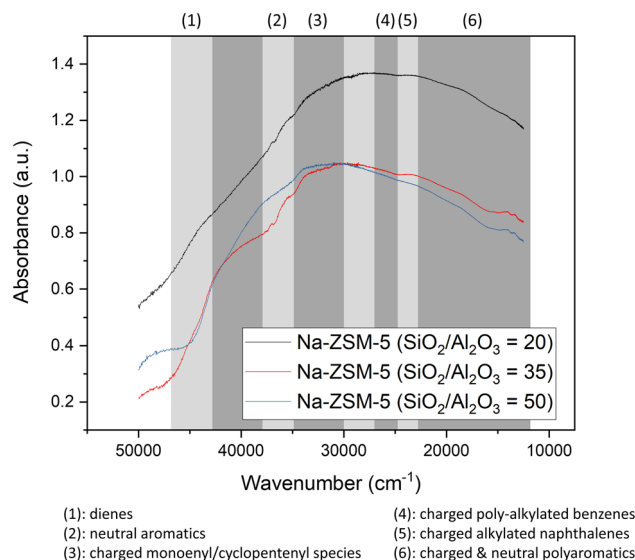 (1) (2) (3) (4) (5) (6)
1.4
1.2
1.0
0.8
0.6
0.4
0.2
Absorbance (a.u.)
Na-ZSM-5 (SiO₂/Al₂O₃ = 20)
Na-ZSM-5 (SiO₂/Al₂O₃ = 35)
Na-ZSM-5 (SiO₂/Al₂O₃ = 50)
50000 40000 30000 20000 10000
Wavenumber (cm⁻¹)
(1): dienes
(2): neutral aromatics
(3): charged monoenyl/cyclopentenyl species
(4): charged poly-alkylated benzenes
(5): charged alkylated naphthalenes
(6): charged & neutral polyaromatics